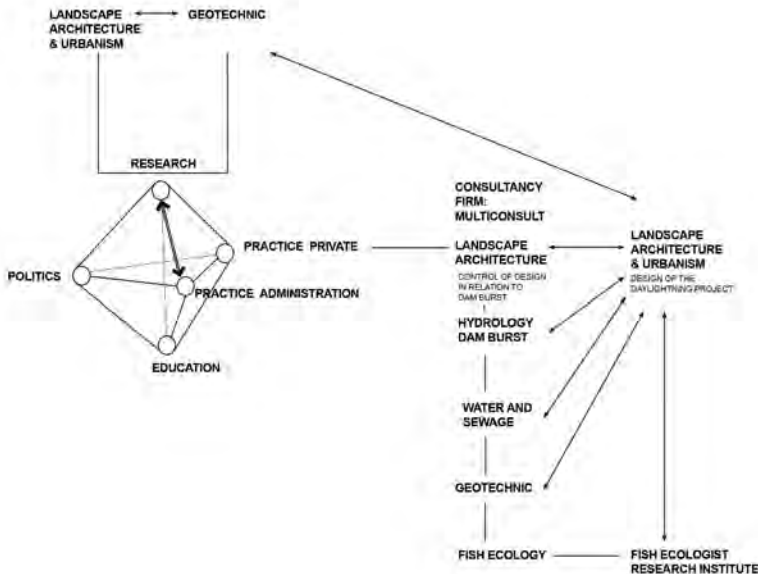 LANDSCAPE
ARCHITECTURE
& URBANISM
GEOTECHNIC
RESEARCH
POLITICS
PRACTICE PRIVATE
PRACTICE ADMINISTRATION
EDUCATION
CONSULTANCY
FIRM:
MULTICONSULT
LANDSCAPE
ARCHITECTURE
CONTROL OF DESIGN
IN RELATION TO
DAM BURST
HYDROLOGY
DAM BURST
WATER AND
SEWAGE
GEOTECHNIC
FISH ECOLOGY
LANDSCAPE
ARCHITECTURE
& URBANISM
DESIGN OF THE
DAYLIGHTNING PROJECT
FISH ECOLOGIST
RESEARCH INSTITUTE